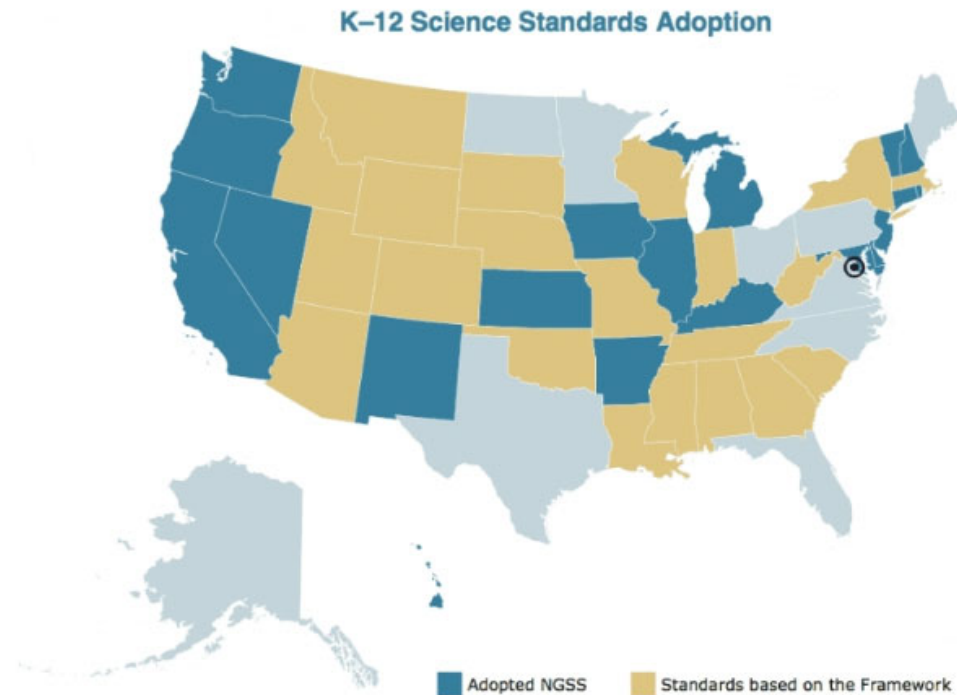 K–12 Science Standards Adoption
Adopted NGSS
Standards based on the Framework